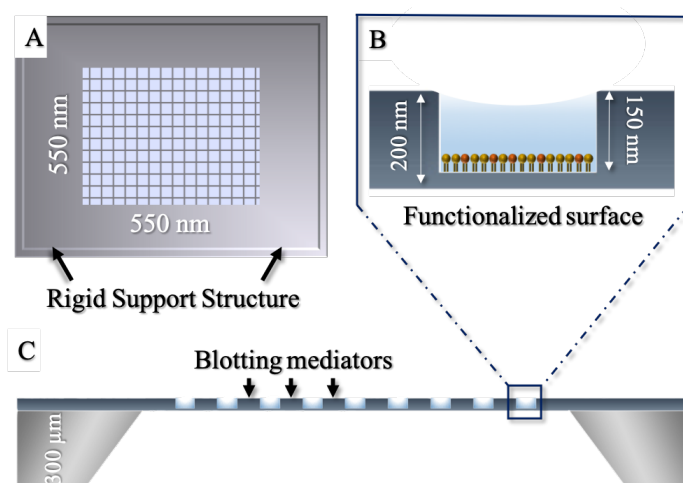 A
550 nm
550 nm
Rigid Support Structure
B
200 nm
150 nm
Functionalized surface
C
Blotting mediators
300 µm